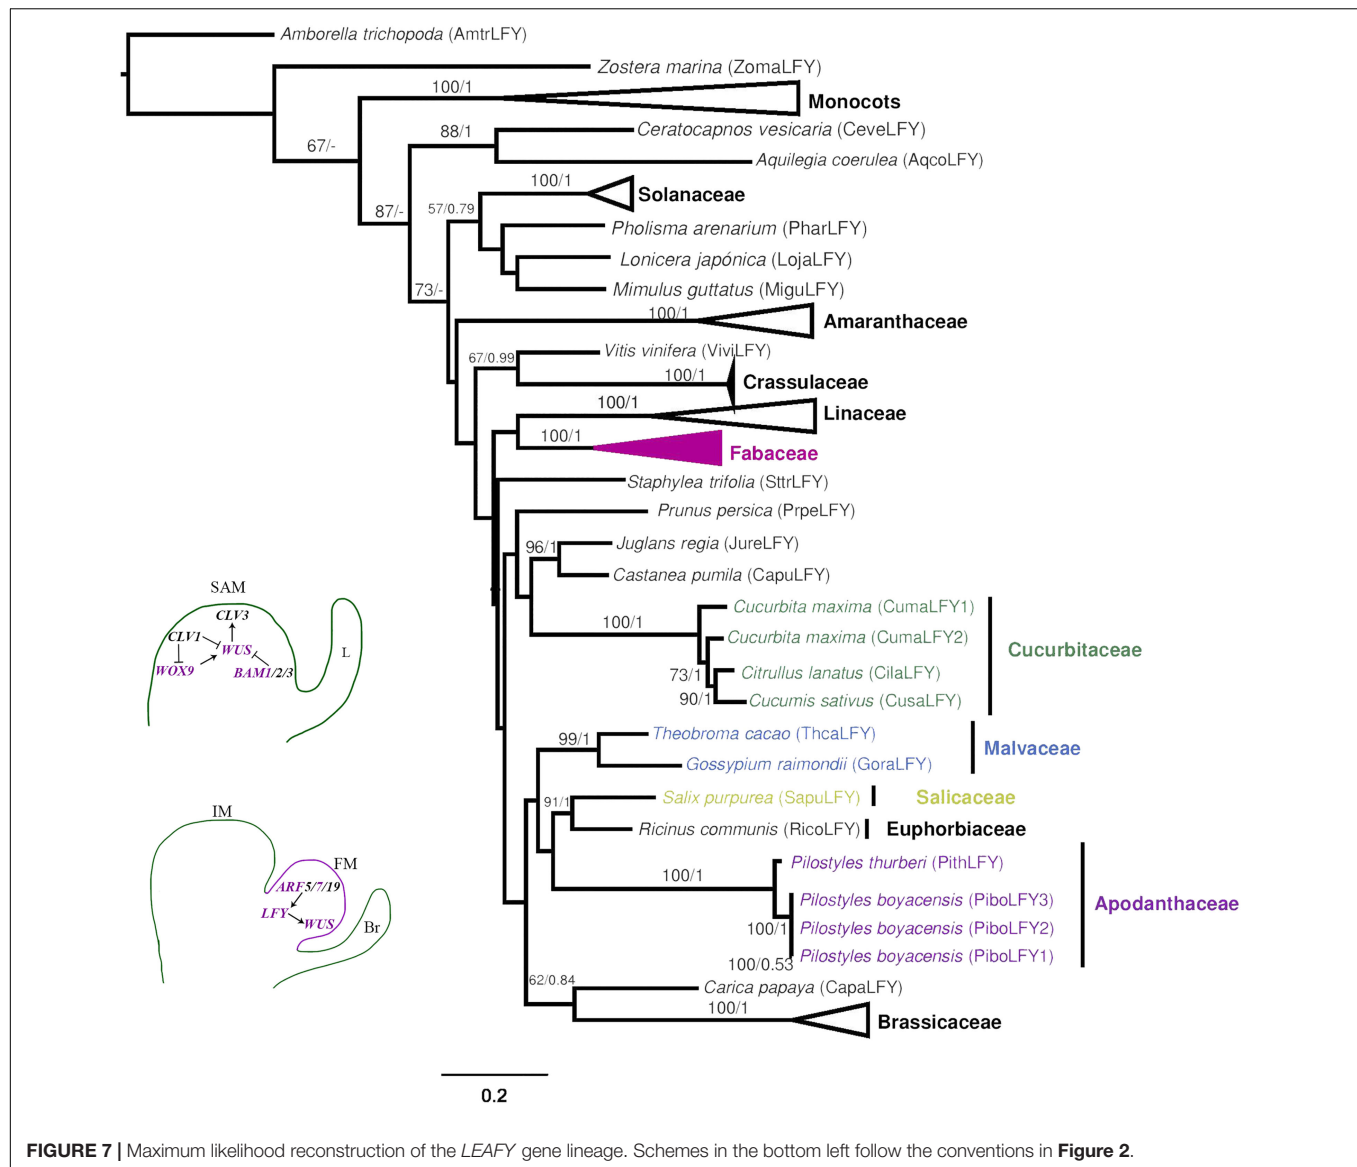 Amborella trichopoda (AmtrLFY)
Zostera marina (ZomaLFY)
100/1
Monocots
67/-
88/1
Ceratocapnos vesicaria (CeveLFY)
Aquilegia coerulea (AqcoLFY)
87/-
57/0.79
100/1
Solanaceae
Pholisma arenarium (PharLFY)
Lonicera japónica (LojaLFY)
Mimulus guttatus (MiguLFY)
73/-
100/1
Amaranthaceae
67/0.99
Vitis vinifera (ViviLFY)
100/1
Crassulaceae
100/1
Linaceae
100/1
Fabaceae
Staphylea trifolia (SttrLFY)
Prunus persica (PrpeLFY)
96/1
Juglans regia (JureLFY)
Castanea pumila (CapuLFY)
100/1
Cucurbita maxima (CumaLFY1)
Cucurbita maxima (CumaLFY2)
73/1
Citrullus lanatus (CilaLFY)
90/1
Cucumis sativus (CusaLFY)
Cucurbitaceae
99/1
Theobroma cacao (ThcaLFY)
Gossypium raimondii (GoraLFY)
Malvaceae
91/1
Salix purpurea (SapuLFY)
Salicaceae
Ricinus communis (RicoLFY)
Euphorbiaceae
100/1
Pilostyles thurberi (PithLFY)
Pilostyles boyacensis (PiboLFY3)
100/1
Pilostyles boyacensis (PiboLFY2)
Pilostyles boyacensis (PiboLFY1)
100/0.53
Apodanthaceae
62/0.84
Carica papaya (CapaLFY)
100/1
Brassicaceae
0.2
SAM
CLV3
CLV1
WUS
WOX9
BAM1/2/3
L
IM
FM
ARF5/7/19
LFY
WUS
Br
FIGURE 7 | Maximum likelihood reconstruction of the LEAFY gene lineage. Schemes in the bottom left follow the conventions in Figure 2.